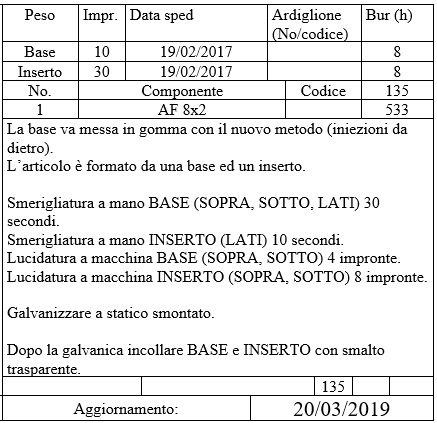 Peso Impr. Data sped Ardiglione Bur (h)
(No/codice)
Base 10 19/02/2017 8
Inserto 30 19/02/2017 8
No. Componente Codice 135
1 AF 8x2 533
La base va messa in gomma con il nuovo metodo (iniezioni da
dietro).
L'articolo è formato da una base ed un inserto.
Smerigliatura a mano BASE (SOPRA, SOTTO, LATI) 30
secondi.
Smerigliatura a mano INSERTO (LATI) 10 secondi.
Lucidatura a macchina BASE (SOPRA, SOTTO) 4 impronte.
Lucidatura a macchina INSERTO (SOPRA, SOTTO) 8 impronte.
Galvanizzare a statico smontato.
Dopo la galvanica incollare BASE e INSERTO con smalto
trasparente.
135
Aggiornamento: 20/03/2019